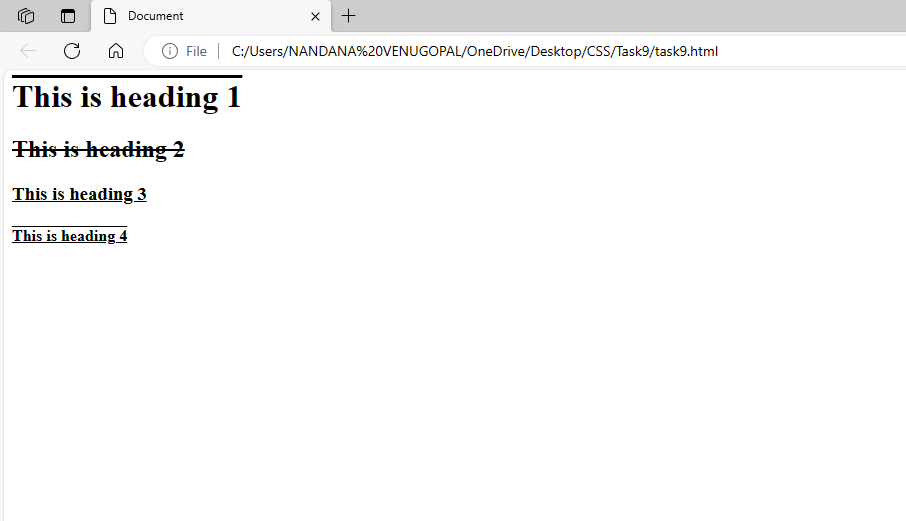 Document
File C:/Users/NANDANA%20VENUGOPAL/OneDrive/Desktop/CSS/Task9/task9.html
This is heading 1
This is heading 2
This is heading 3
This is heading 4